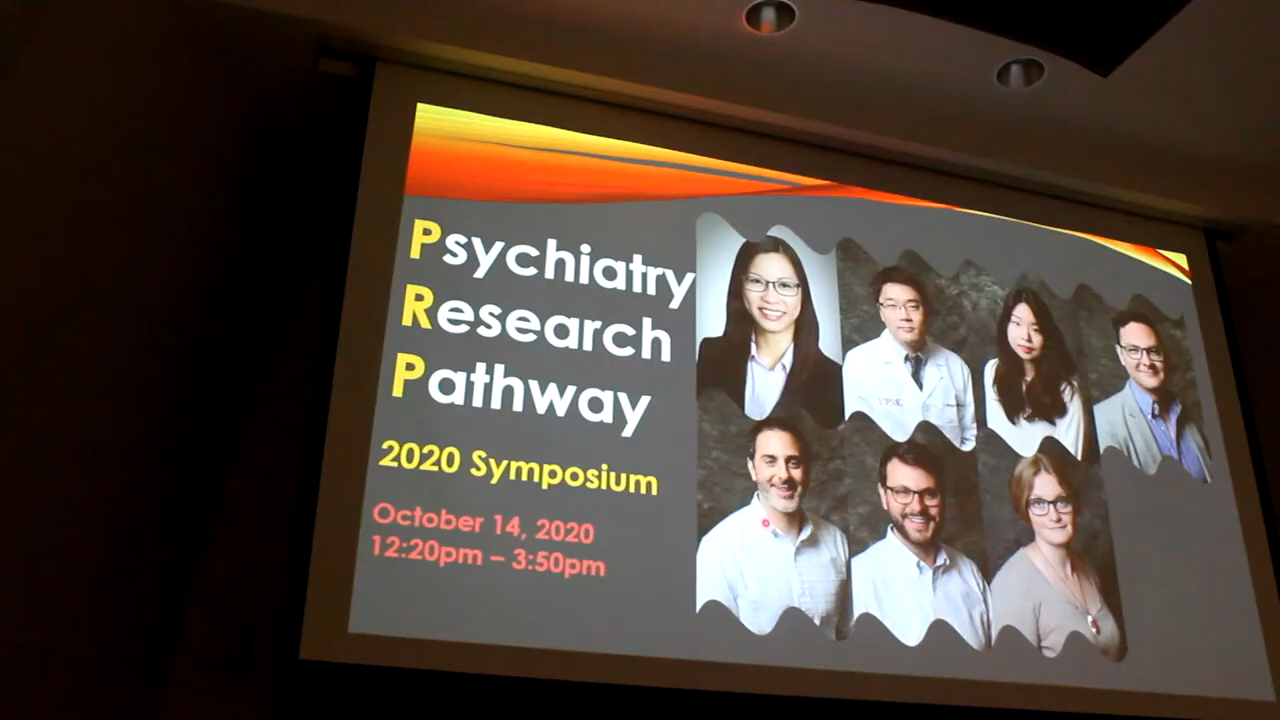 Psychiatry
Research
Pathway
2020 Symposium
October 14, 2020
12:20pm – 3:50pm